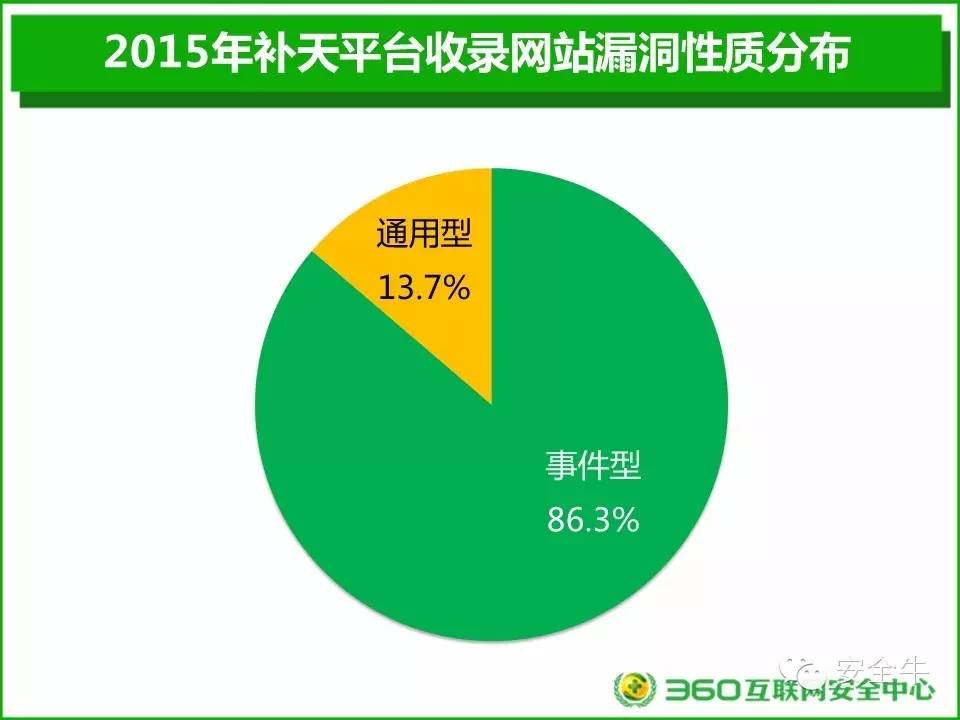 2015年补天平台收录网站漏洞性质分布
通用型
13.7%
事件型
86.3%
安全牛
360互联网安全中心